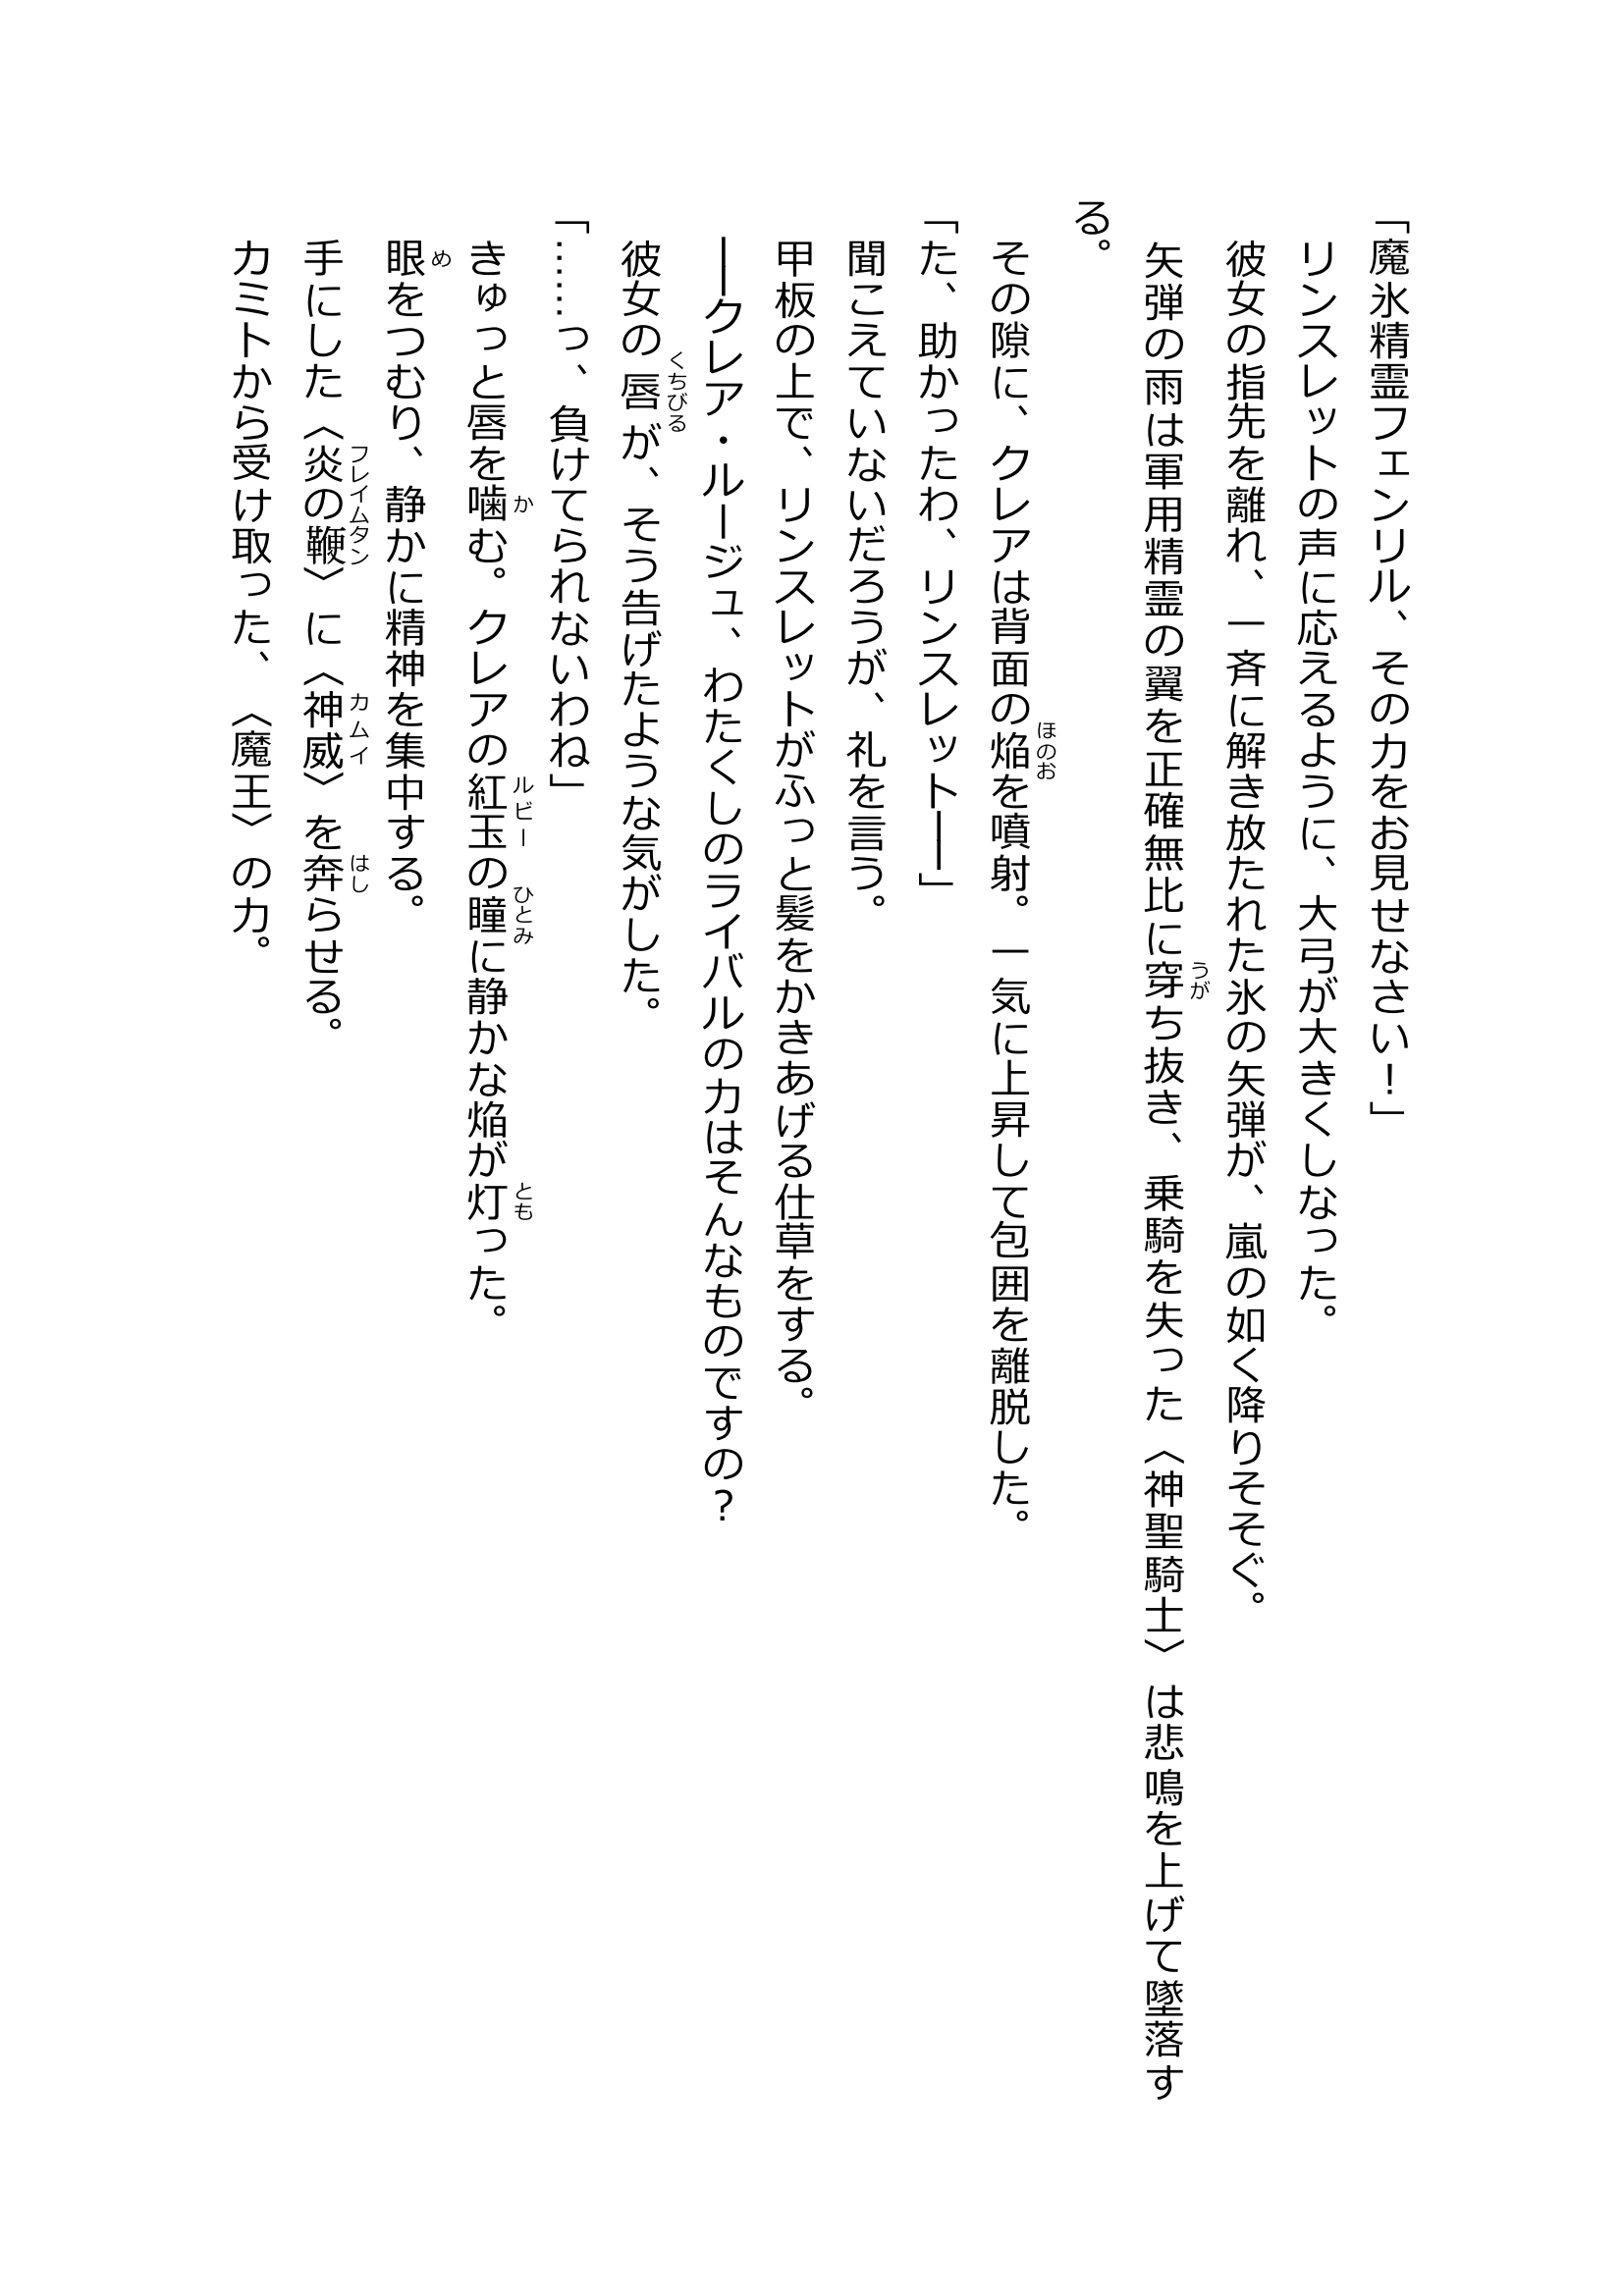 「魔氷精霊フェンリル、その力をお見せなさい！」
リンスレットの声に応えるように、大弓が大きくしなった。
彼女の指先を離れ、一斉に解き放たれた氷の矢弾が、嵐の如く降りそそぐ。
矢弾の雨は軍用精霊の翼を正確無比に穿ち抜き、乗騎を失った〈神聖騎士〉は悲鳴を上げて墜落す
る。
その隙に、クレアは背面の焔を噴射。一気に上昇して包囲を離脱した。
「た、助かったわ、リンスレット――」
聞こえていないだろうが、礼を言う。
甲板の上で、リンスレットがふっと髪をかきあげる仕草をする。
――クレア・ルージュ、わたくしのライバルの力はそんなものですの？
彼女の唇が、そう告げたような気がした。
「……っ、負けてられないわね」
きゅっと唇を噛む。クレアの紅玉の瞳に静かな焔が灯った。
眼をつむり、静かに精神を集中する。
手にした〈炎の鞭〉に〈神威〉を奔らせる。
カミトから受け取った、〈魔王〉の力。